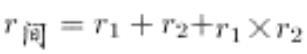 r间 = r₁ + r₂+r₁×r₂